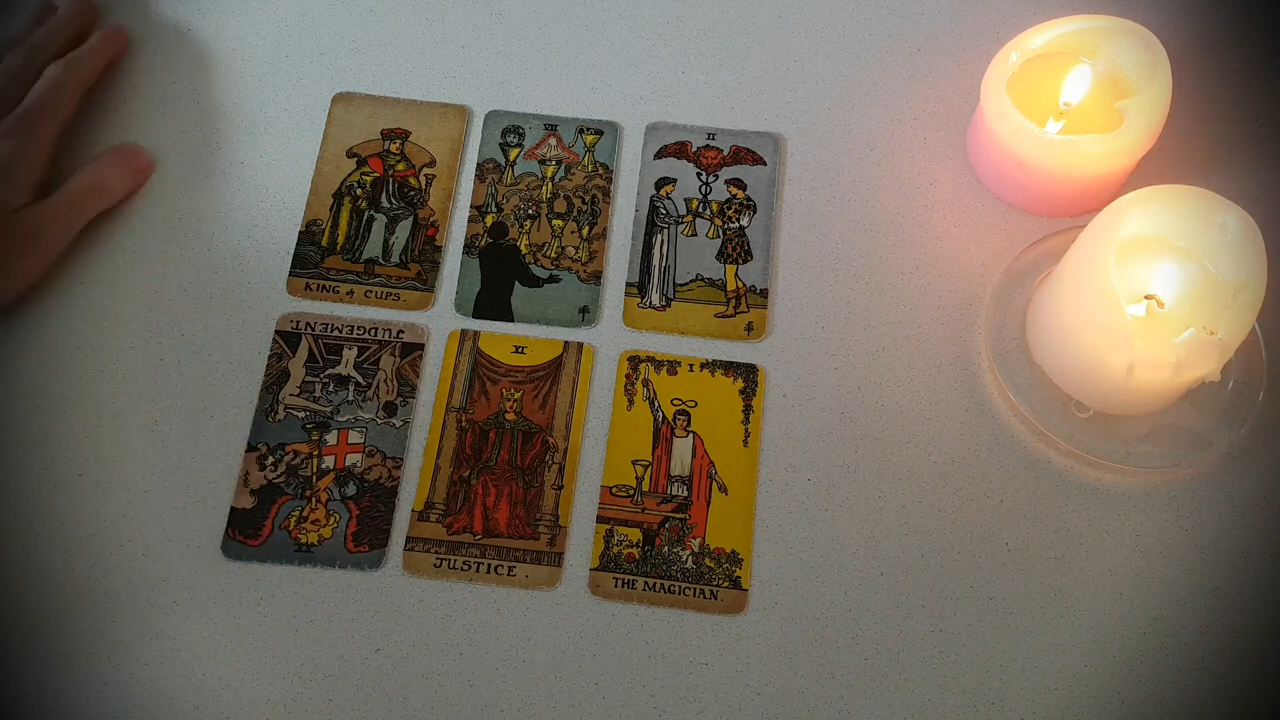 VII
II
KING of CUPS.
JUDGEMENT.
XI
I
JUSTICE.
THE MAGICIAN.